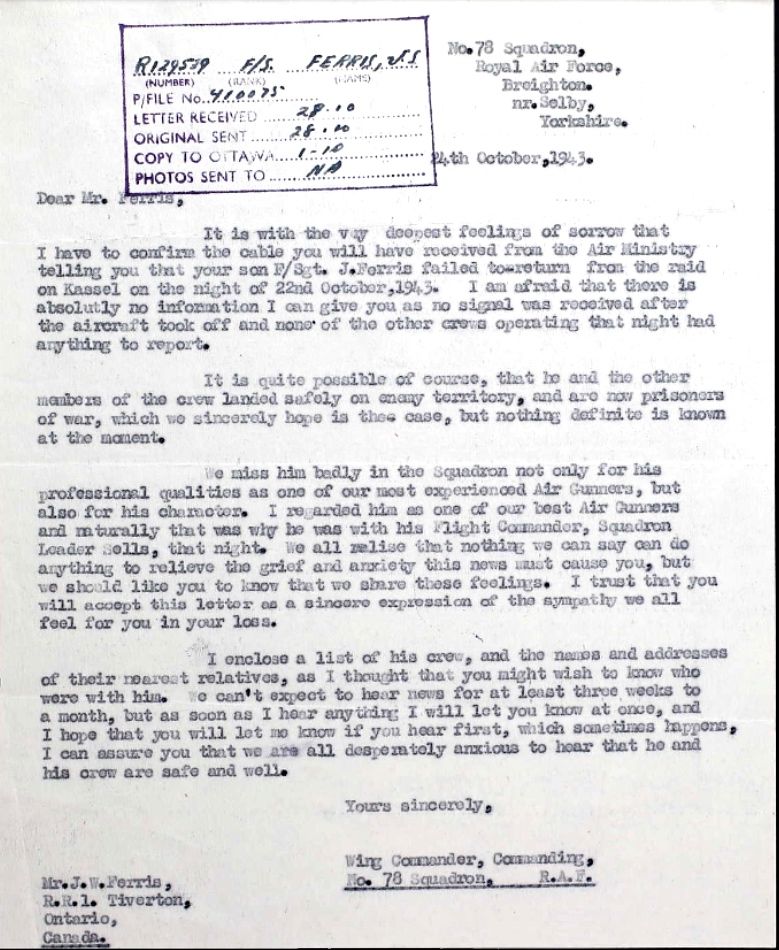 R129539 F/S. FERRIS, J.S
(NUMBER) (RANK) (NAME)
P/FILE No. 410075
LETTER RECEIVED 28.10
ORIGINAL SENT 28.10
COPY TO OTTAWA 1-10
PHOTOS SENT TO NA
No.78 Squadron,
Royal Air Force,
Breighton.
nr.Selby,
Yorkshire.
24th October,1943.
Dear Mr. Ferris,
It is with the vry deepest feelings of sorrow that
I have to confirm the cable you will have received from the Air Ministry
telling you that your son F/Sgt. J.Ferris failed to return from the raid
on Kassel on the night of 22nd October,1943. I am afraid that there is
absolutly no information I can give you as no signal was received after
the aircraft took off and none of the other crews operating that night had
anything to report.
It is quite possible of course, that he and the other
members of the crew landed safely on enemy territory, and are now prisoners
of war, which we sincerely hope is thee case, but nothing definite is known
at the moment.
We miss him badly in the Squadron not only for his
professional qualities as one of our most experienced Air Gunners, but
also for his character. I regarded him as one of our best Air Gunners
and naturally that was why he was with his Flight Commander, Squadron
Leader Sells, that night. We all relise that nothing we can say can do
anything to relieve the grief and anxiety this news must cause you, but
we should like you to know that we share these feelings. I trust that you
will accept this letter as a sincere expression of the sympathy we all
feel for you in your loss.
I enclose a list of his crew, and the names and addresses
of their nearest relatives, as I thought that you might wish to know who
were with him. We can't expect to hear news for at least three weeks to
a month, but as soon as I hear anything I will let you know at once, and
I hope that you will let me know if you hear first, which sometimes happens.
I can assure you that we are all desperately anxious to hear that he and
his crew are safe and well.
Yours sincerely,
Wing Commander, Commanding,
No. 78 Squadron, R.A.F.
Mr.J.W.Ferris,
R.R.1. Tiverton,
Ontario,
Canada.